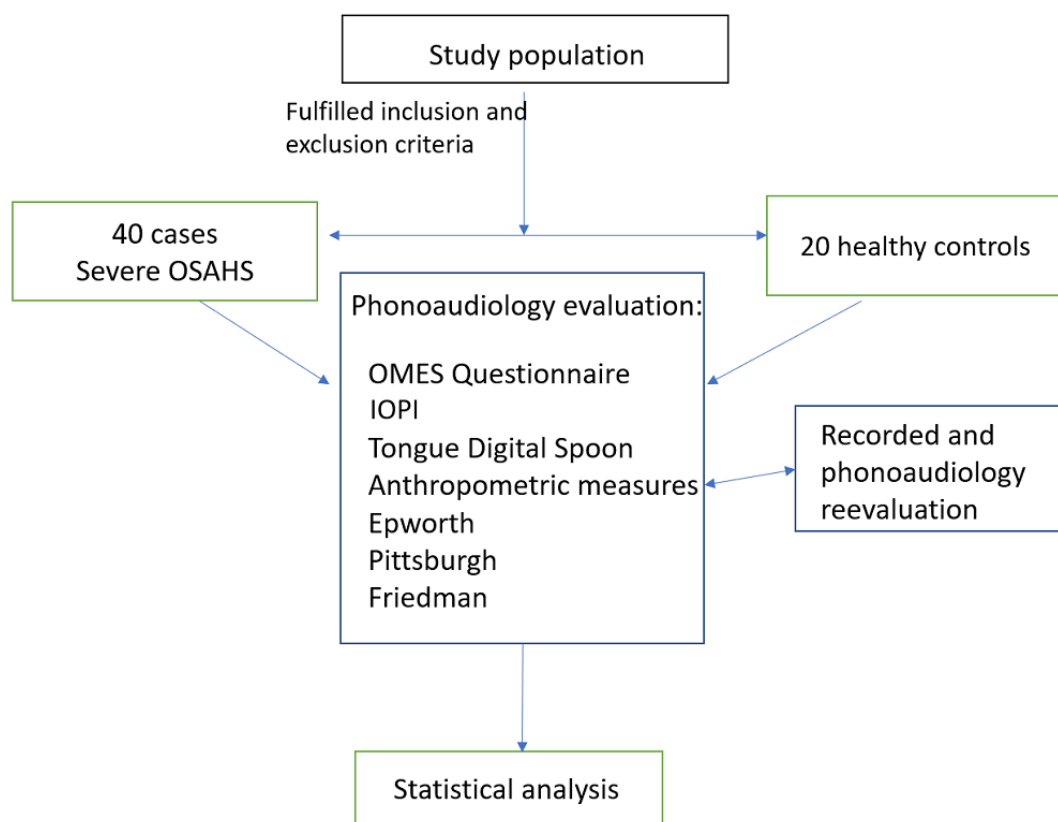 Study population
Fulfilled inclusion and
exclusion criteria
40 cases
Severe OSAHS
20 healthy controls
Phonoaudiology evaluation:
OMES Questionnaire
IOPI
Tongue Digital Spoon
Anthropometric measures
Epworth
Pittsburgh
Friedman
Recorded and
phonoaudiology
reevaluation
Statistical analysis